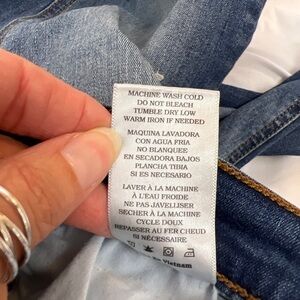 MACHINE WASH COLD
DO NOT BLEACH
TUMBLE DRY LOW
WARM IRON IF NEEDED
MAQUINA LAVADORA
CON AGUA FRIA
NO BLANQUEE
EN SECADORA BAJOS
PLANCHA TIBIA
SI ES NECESARIO
LAVER À LA MACHINE
À L'EAU FROIDE
NE PAS JAVELLISER
SÉCHER À LA MACHINE
CYCLE DOUX
REPASSER AU FER CHEUD
SI NÉCESSAIRE
in Vietnam